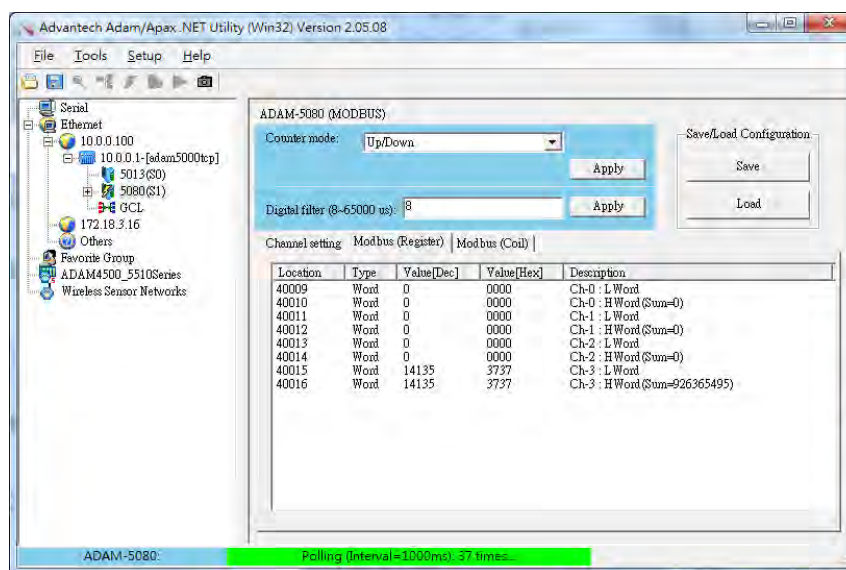 Advantech Adam/Apax .NET Utility (Win32) Version 2.05.08
File Tools Setup Help
Serial
Ethernet
10.0.0.100
10.0.0.1-[adam5000tcp]
5013(S0)
5080(S1)
GCL
172.18.3.16
Others
Favorite Group
ADAM4500_5510Series
Wireless Sensor Networks
ADAM-5080 (MODBUS)
Counter mode: Up/Down
Apply
Digital filter (8~65000 us): 8 Apply
Save/Load Configuration
Save
Load
Channel setting Modbus (Register) Modbus (Coil)
Location Type Value[Dec] Value[Hex] Description
40009 Word 0 0000 Ch-0 : L Word
40010 Word 0 0000 Ch-0 : H Word(Sum=0)
40011 Word 0 0000 Ch-1 : L Word
40012 Word 0 0000 Ch-1 : H Word(Sum=0)
40013 Word 0 0000 Ch-2 : L Word
40014 Word 0 0000 Ch-2 : H Word(Sum=0)
40015 Word 14135 3737 Ch-3 : L Word
40016 Word 14135 3737 Ch-3 : H Word(Sum=926365495)
ADAM-5080: Polling (Interval=1000ms): 37 times...